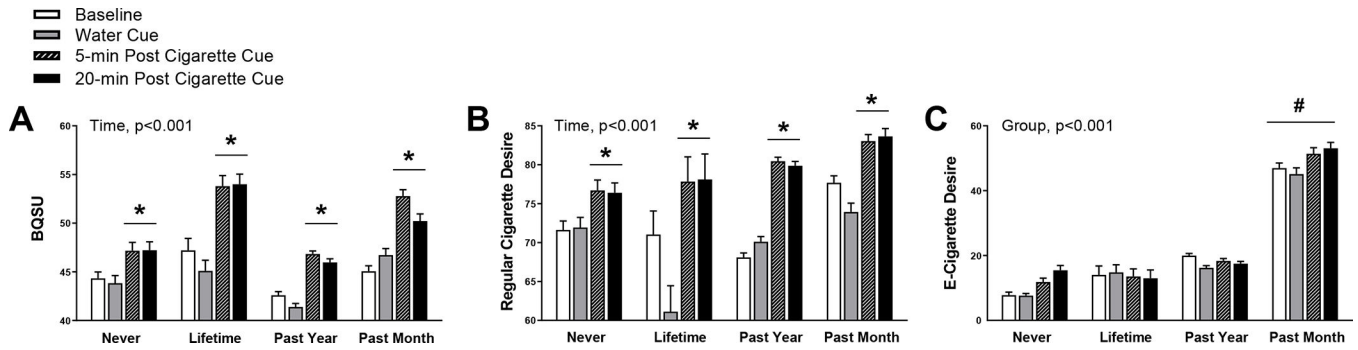 Baseline
Water Cue
5-min Post Cigarette Cue
20-min Post Cigarette Cue
A
Time, p<0.001
BQSU
60
55
50
45
40
*
*
*
*
Never
Lifetime
Past Year
Past Month
B
Time, p<0.001
Regular Cigarette Desire
85
80
75
70
65
60
*
*
*
*
Never
Lifetime
Past Year
Past Month
C
Group, p<0.001
E-Cigarette Desire
60
40
20
0
#
Never
Lifetime
Past Year
Past Month